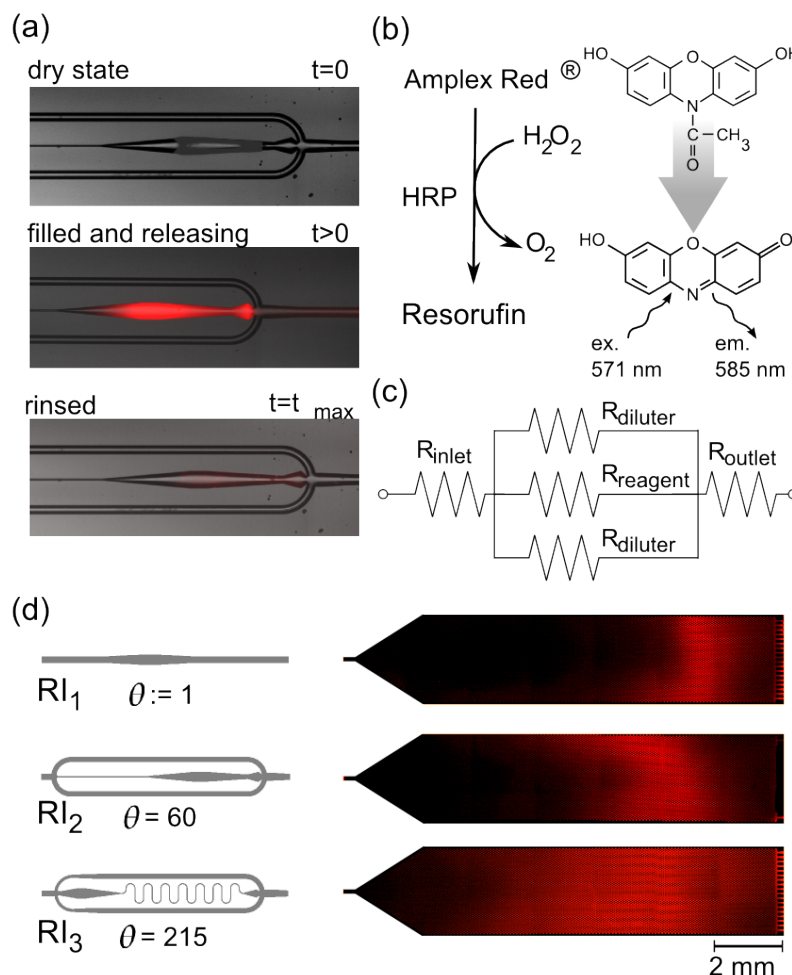 (a)
dry state t=0
filled and releasing t>0
rinsed t=t max
(b)
Amplex Red ®
H2O2
HRP
O2
Resorufin
HO O OH
N
C CH3
O
HO O O
N
ex.
571 nm
em.
585 nm
(c)
Rinlet
Rdiluter
Rreagent
Rdiluter
Routlet
(d)
RI1 θ := 1
RI2 θ = 60
RI3 θ = 215
2 mm